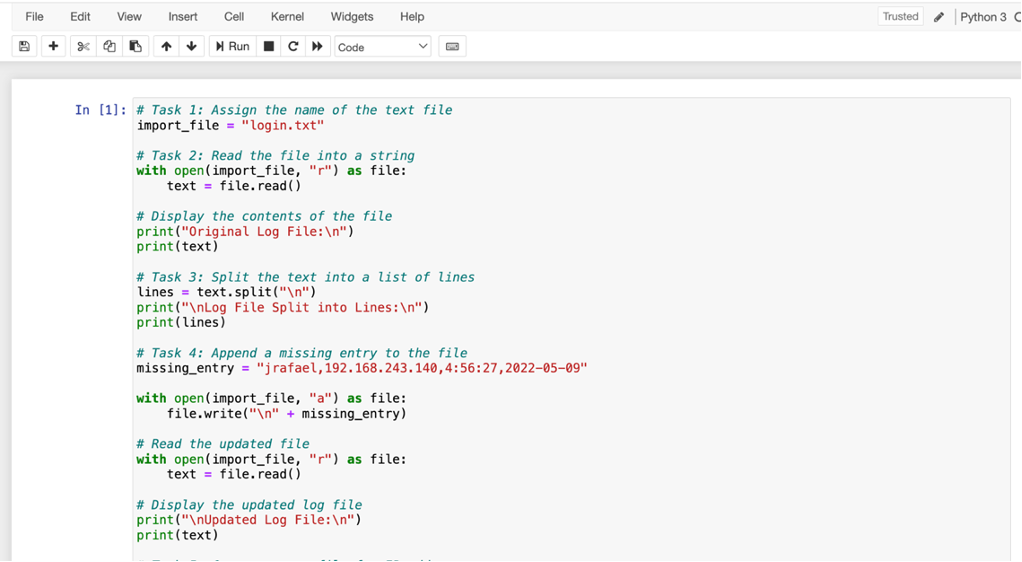 File Edit View Insert Cell Kernel Widgets Help Trusted Python 3
Run Code
In [1]: # Task 1: Assign the name of the text file
import_file = "login.txt"
# Task 2: Read the file into a string
with open(import_file, "r") as file:
    text = file.read()
# Display the contents of the file
print("Original Log File:\n")
print(text)
# Task 3: Split the text into a list of lines
lines = text.split("\n")
print("\nLog File Split into Lines:\n")
print(lines)
# Task 4: Append a missing entry to the file
missing_entry = "jrafael,192.168.243.140,4:56:27,2022-05-09"
with open(import_file, "a") as file:
    file.write("\n" + missing_entry)
# Read the updated file
with open(import_file, "r") as file:
    text = file.read()
# Display the updated log file
print("\nUpdated Log File:\n")
print(text)